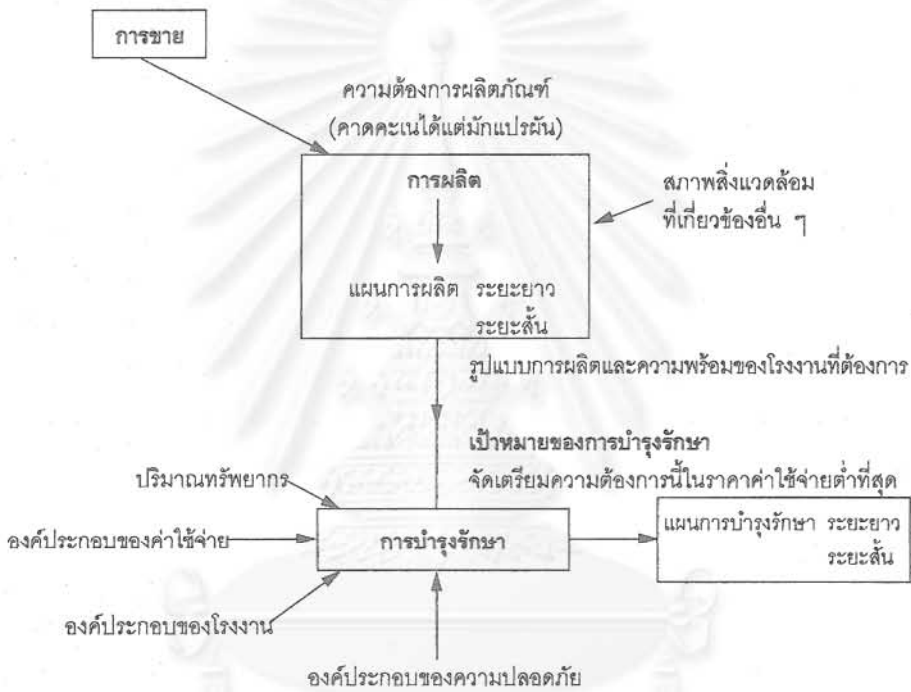 การขาย
ความต้องการผลิตภัณฑ์
(คาดคะเนได้แต่มักแปรผัน)
การผลิต
สภาพสิ่งแวดล้อม
ที่เกี่ยวข้องอื่น ๆ
แผนการผลิต ระยะยาว
ระยะสั้น
รูปแบบการผลิตและความพร้อมของโรงงานที่ต้องการ
เป้าหมายของการบำรุงรักษา
จัดเตรียมความต้องการนี้ในราคาค่าใช้จ่ายต่ำที่สุด
ปริมาณทรัพยากร
องค์ประกอบของค่าใช้จ่าย
การบำรุงรักษา
แผนการบำรุงรักษา ระยะยาว
ระยะสั้น
องค์ประกอบของโรงงาน
องค์ประกอบของความปลอดภัย